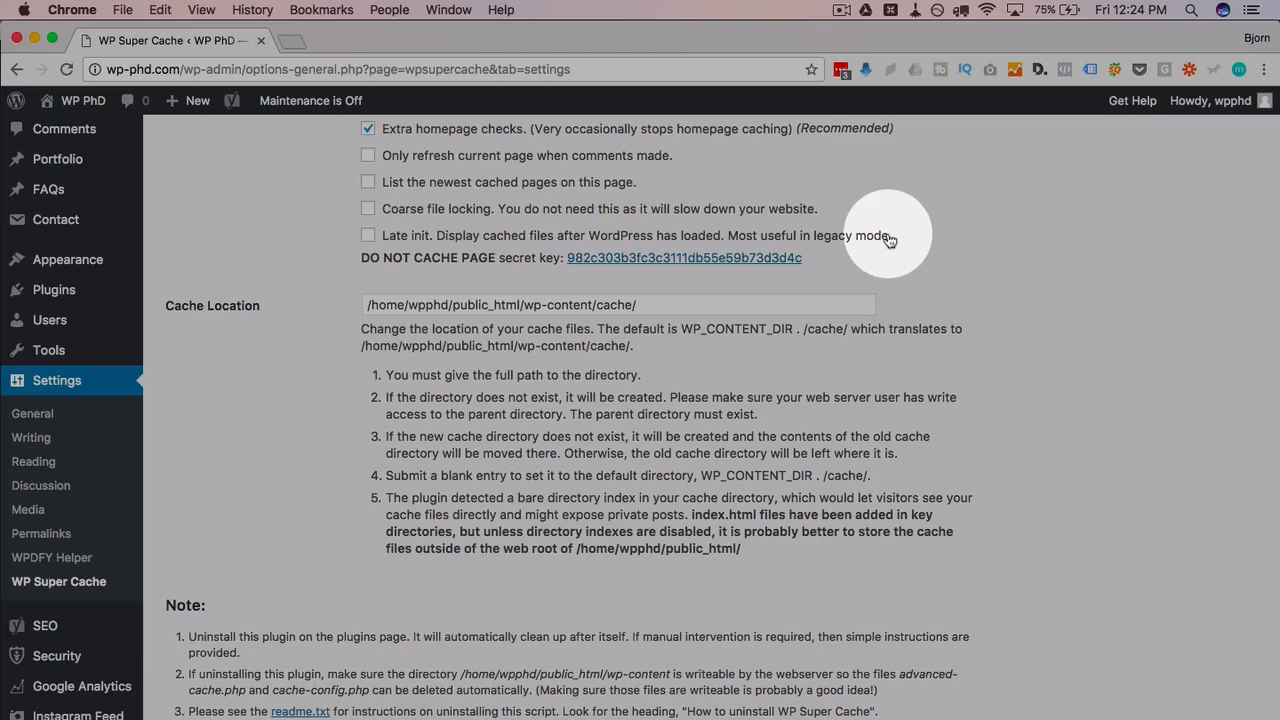 Chrome File Edit View History Bookmarks People Window Help 75% Fri 12:24 PM
WP Super Cache ‹ WP PhD — Bjorn
wp-phd.com/wp-admin/options-general.php?page=wpsupercache&tab=settings
WP PhD 0 New Maintenance is Off Get Help Howdy, wpphd
Comments
Portfolio
FAQs
Contact
Appearance
Plugins
Users
Tools
Settings
General
Writing
Reading
Discussion
Media
Permalinks
WPDFY Helper
WP Super Cache
SEO
Security
Google Analytics
Instagram Feed
Extra homepage checks. (Very occasionally stops homepage caching) (Recommended)
Only refresh current page when comments made.
List the newest cached pages on this page.
Coarse file locking. You do not need this as it will slow down your website.
Late init. Display cached files after WordPress has loaded. Most useful in legacy mode.
DO NOT CACHE PAGE secret key: 982c303b3fc3c3111db55e59b73d3d4c
Cache Location
/home/wpphd/public_html/wp-content/cache/
Change the location of your cache files. The default is WP_CONTENT_DIR . /cache/ which translates to
/home/wpphd/public_html/wp-content/cache/.
1. You must give the full path to the directory.
2. If the directory does not exist, it will be created. Please make sure your web server user has write
access to the parent directory. The parent directory must exist.
3. If the new cache directory does not exist, it will be created and the contents of the old cache
directory will be moved there. Otherwise, the old cache directory will be left where it is.
4. Submit a blank entry to set it to the default directory, WP_CONTENT_DIR . /cache/.
5. The plugin detected a bare directory index in your cache directory, which would let visitors see your
cache files directly and might expose private posts. index.html files have been added in key
directories, but unless directory indexes are disabled, it is probably better to store the cache
files outside of the web root of /home/wpphd/public_html/
Note:
1. Uninstall this plugin on the plugins page. It will automatically clean up after itself. If manual intervention is required, then simple instructions are
provided.
2. If uninstalling this plugin, make sure the directory /home/wpphd/public_html/wp-content is writeable by the webserver so the files advanced-
cache.php and cache-config.php can be deleted automatically. (Making sure those files are writeable is probably a good idea!)
3. Please see the readme.txt for instructions on uninstalling this script. Look for the heading, "How to uninstall WP Super Cache".